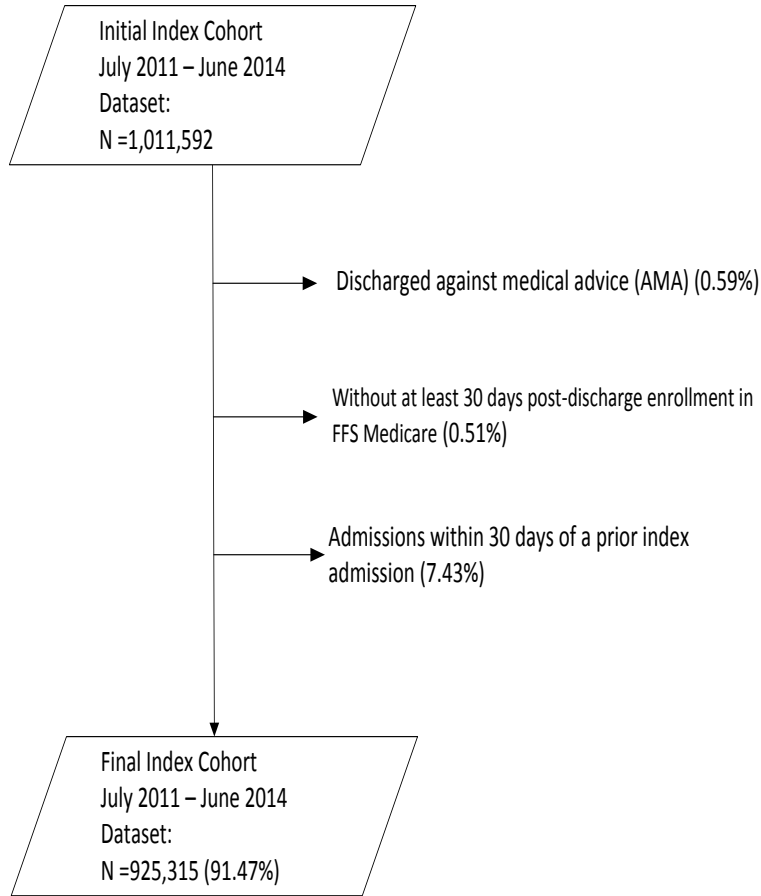 Initial Index Cohort
July 2011 – June 2014
Dataset:
N =1,011,592
Discharged against medical advice (AMA) (0.59%)
Without at least 30 days post-discharge enrollment in
FFS Medicare (0.51%)
Admissions within 30 days of a prior index
admission (7.43%)
Final Index Cohort
July 2011 – June 2014
Dataset:
N =925,315 (91.47%)